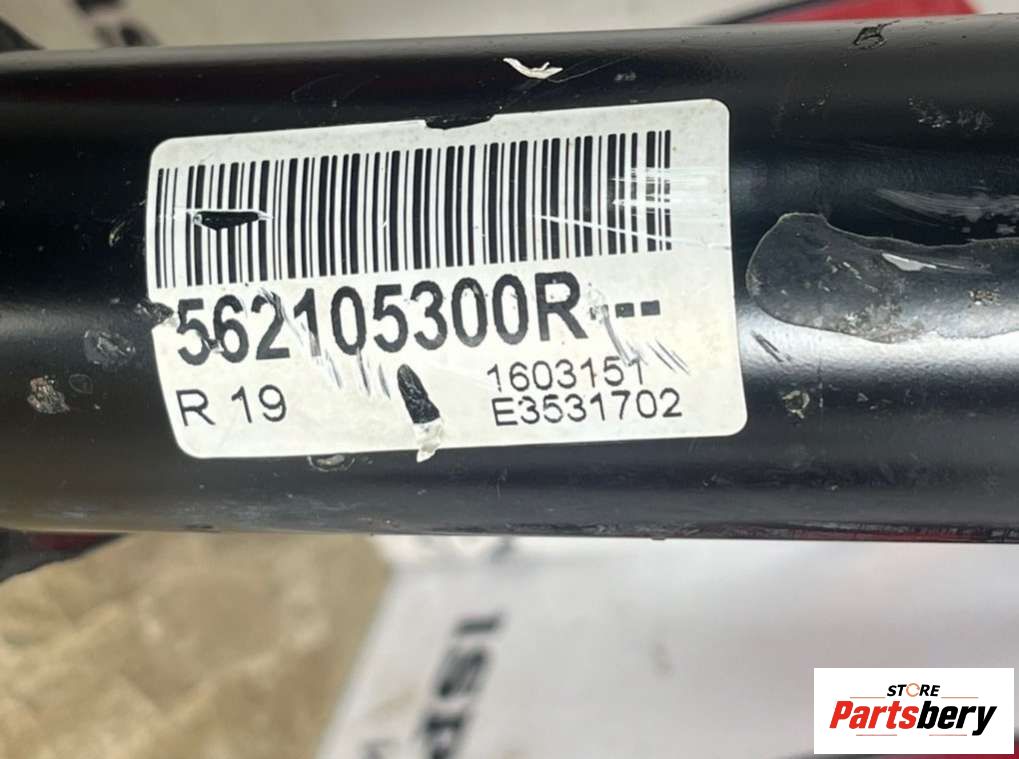 562105300R---
R 19
1603151
E3531702
STORE
Partsbery